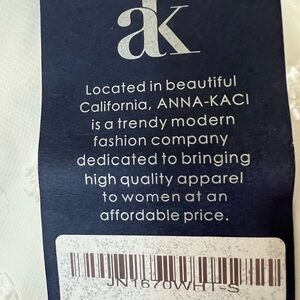 ak
Located in beautiful
California, ANNA-KACI
is a trendy modern
fashion company
dedicated to bringing
high quality apparel
to women at an
affordable price.
JN1670WHT-S